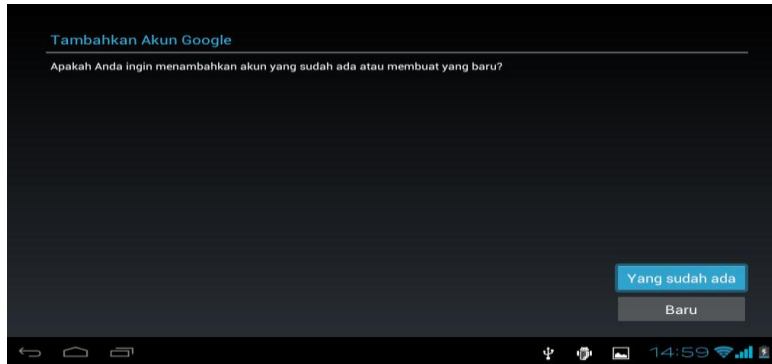 Tambahkan Akun Google
Apakah Anda ingin menambahkan akun yang sudah ada atau membuat yang baru?
Yang sudah ada
Baru
14:59